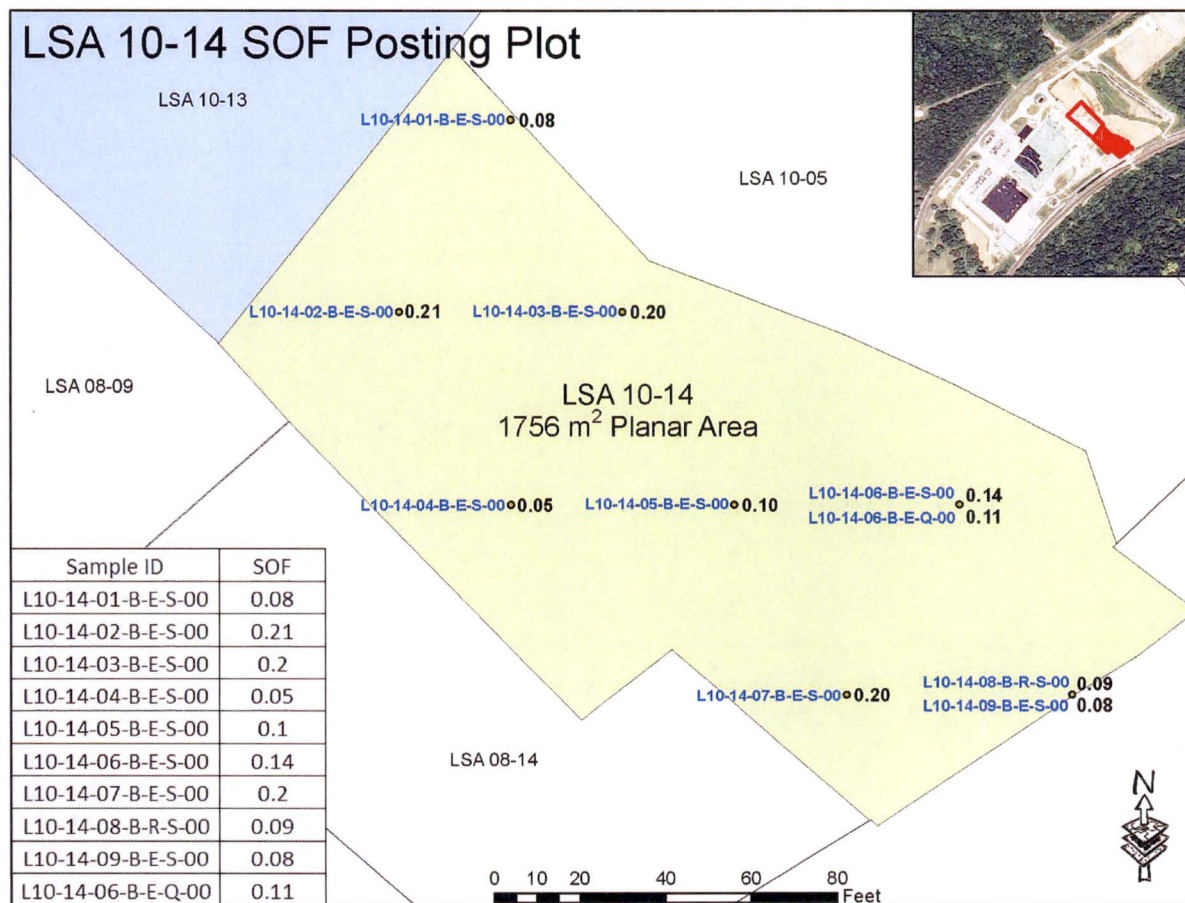 LSA 10-14 SOF Posting Plot
LSA 10-13
L10-14-01-B-E-S-00 0.08
LSA 10-05
L10-14-02-B-E-S-00 0.21
L10-14-03-B-E-S-00 0.20
LSA 08-09
LSA 10-14
1756 m² Planar Area
L10-14-04-B-E-S-00 0.05
L10-14-05-B-E-S-00 0.10
L10-14-06-B-E-S-00 0.14
L10-14-06-B-E-Q-00 0.11
L10-14-07-B-E-S-00 0.20
L10-14-08-B-R-S-00 0.09
L10-14-09-B-E-S-00 0.08
LSA 08-14
Sample ID SOF
L10-14-01-B-E-S-00 0.08
L10-14-02-B-E-S-00 0.21
L10-14-03-B-E-S-00 0.2
L10-14-04-B-E-S-00 0.05
L10-14-05-B-E-S-00 0.1
L10-14-06-B-E-S-00 0.14
L10-14-07-B-E-S-00 0.2
L10-14-08-B-R-S-00 0.09
L10-14-09-B-E-S-00 0.08
L10-14-06-B-E-Q-00 0.11
N
0 10 20 40 60 80
Feet